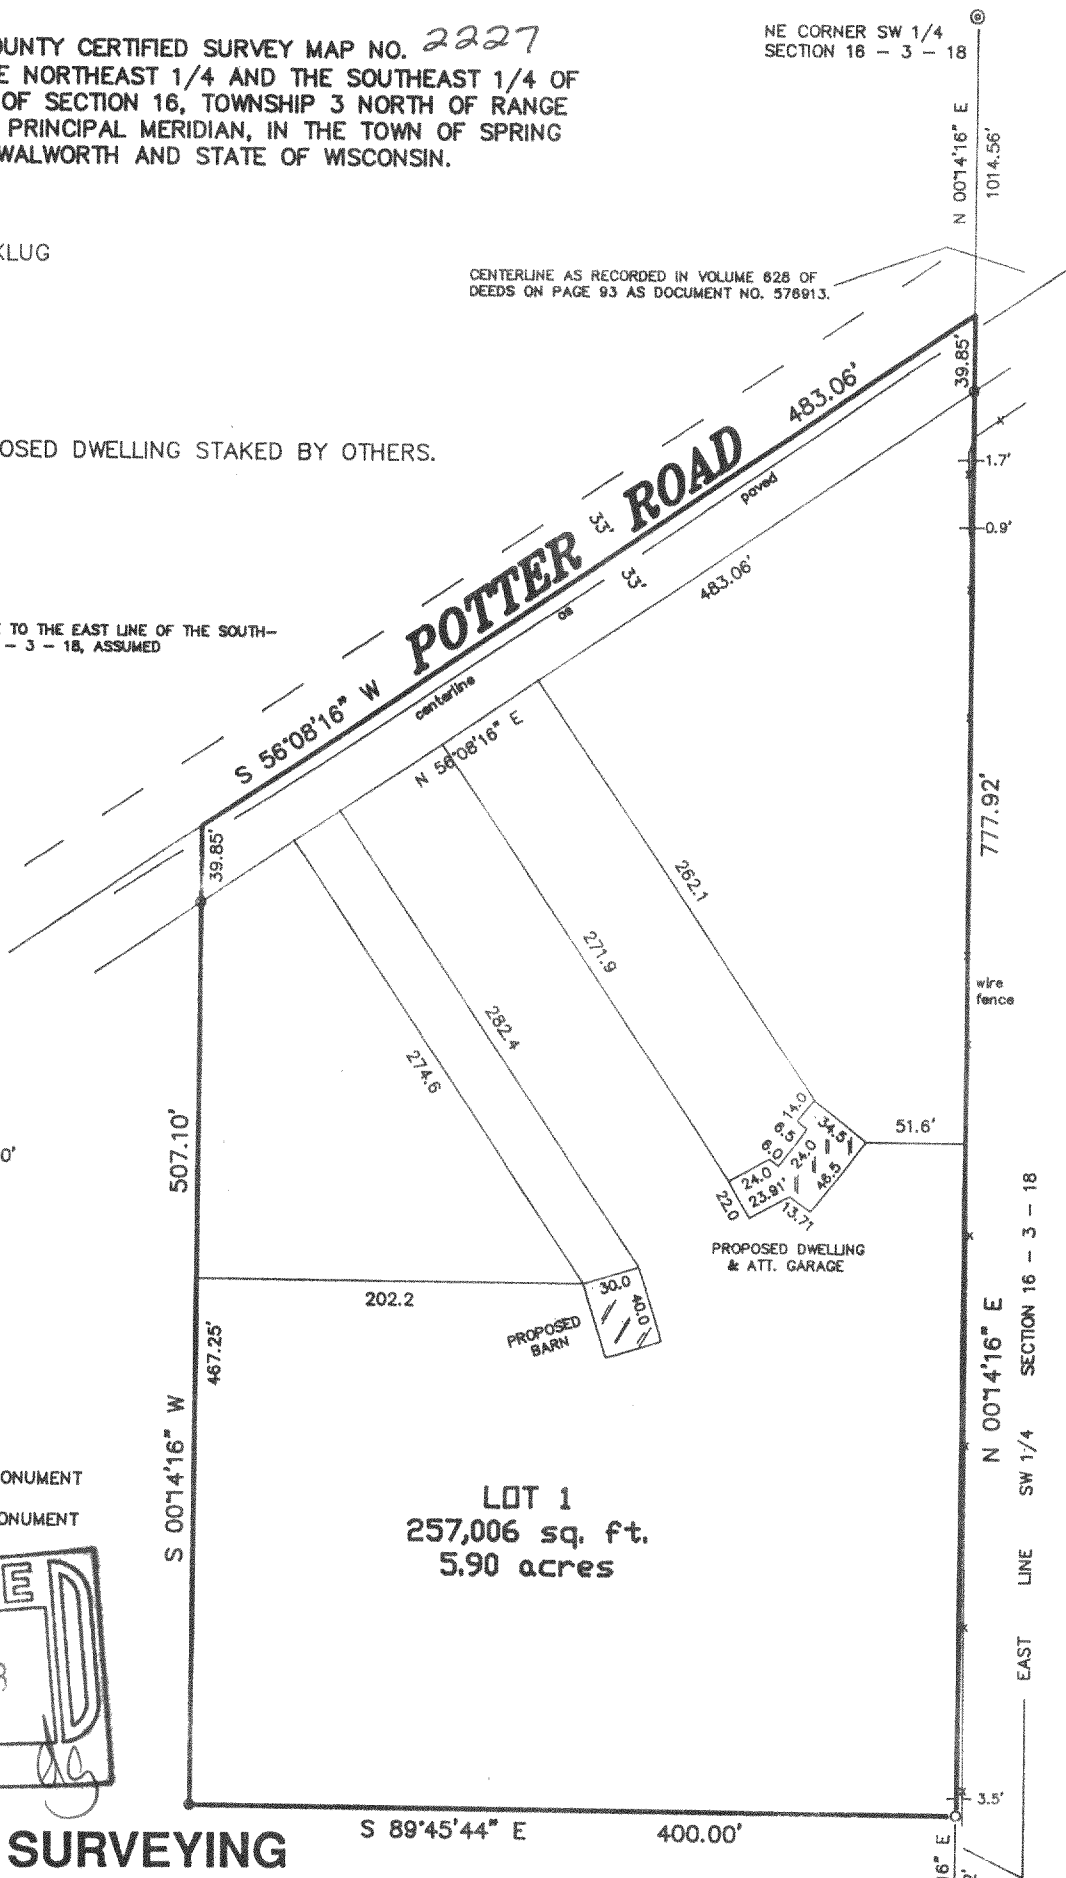 OUNTY CERTIFIED SURVEY MAP NO. 2227
E NORTHEAST 1/4 AND THE SOUTHEAST 1/4 OF
OF SECTION 16, TOWNSHIP 3 NORTH OF RANGE
PRINCIPAL MERIDIAN, IN THE TOWN OF SPRING
WALWORTH AND STATE OF WISCONSIN.
NE CORNER SW 1/4
SECTION 16 - 3 - 18
N 00°14'16" E
1014.56'
KLUG
CENTERLINE AS RECORDED IN VOLUME 628 OF
DEEDS ON PAGE 93 AS DOCUMENT NO. 576913.
39.85'
483.06'
OSED DWELLING STAKED BY OTHERS.
1.7'
0.9'
POTTER ROAD
33'
33'
paved
as
centerline
483.06'
TO THE EAST LINE OF THE SOUTH-
- 3 - 18, ASSUMED
S 56°08'16" W
N 56°08'16" E
39.85'
777.92'
262.1
271.9
282.4
274.6
wire
fence
507.10'
0'
51.6'
14.0
6.9
6.0
5
34.5
24.0
24.0
23.91'
46.5
22.0
13.71
PROPOSED DWELLING
& ATT. GARAGE
202.2
30.0
40.0
PROPOSED
BARN
467.25'
S 00°14'16" W
N 00°14'16" E
EAST LINE SW 1/4 SECTION 16 - 3 - 18
ONUMENT
ONUMENT
LOT 1
257,006 sq. ft.
5.90 acres
ED
3.5'
S 89°45'44" E 400.00'
16" E
SURVEYING